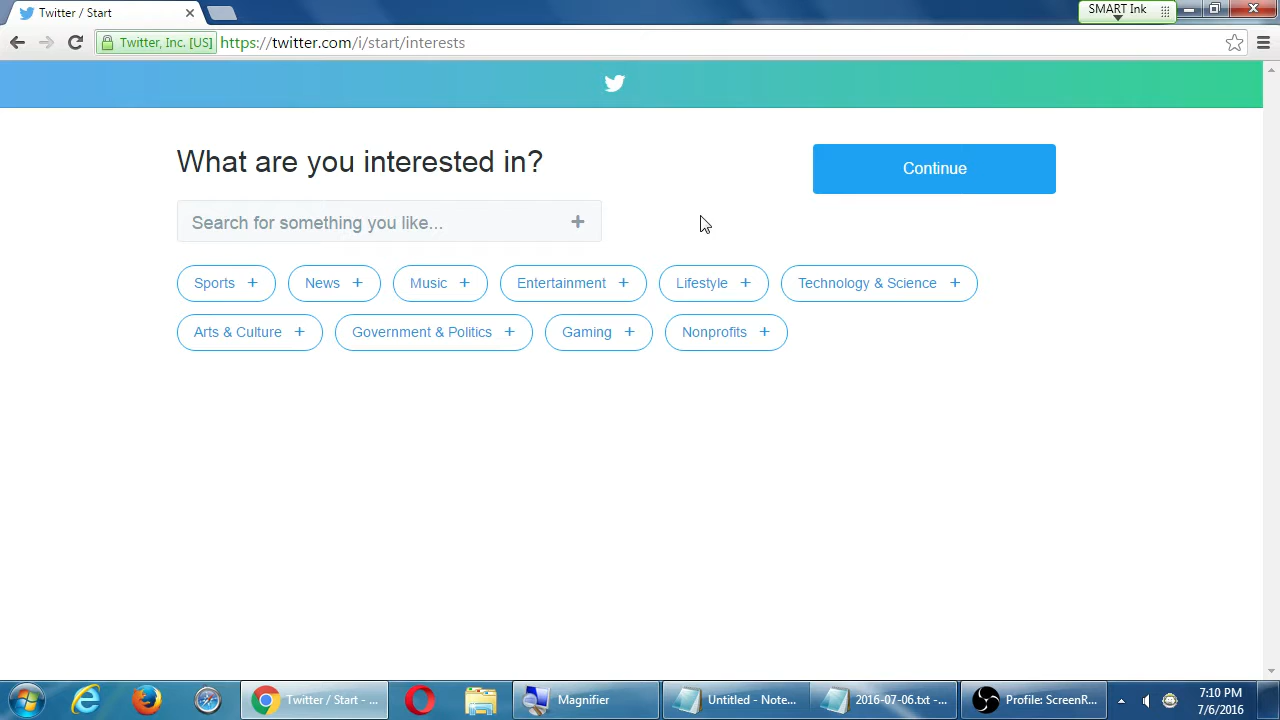 Twitter / Start
SMART Ink
Twitter, Inc. [US] https://twitter.com/i/start/interests
What are you interested in?
Continue
Search for something you like... +
Sports + News + Music + Entertainment + Lifestyle + Technology & Science +
Arts & Culture + Government & Politics + Gaming + Nonprofits +
Twitter / Start - ...
Magnifier
Untitled - Note...
2016-07-06.txt -...
Profile: ScreenR...
7:10 PM
7/6/2016